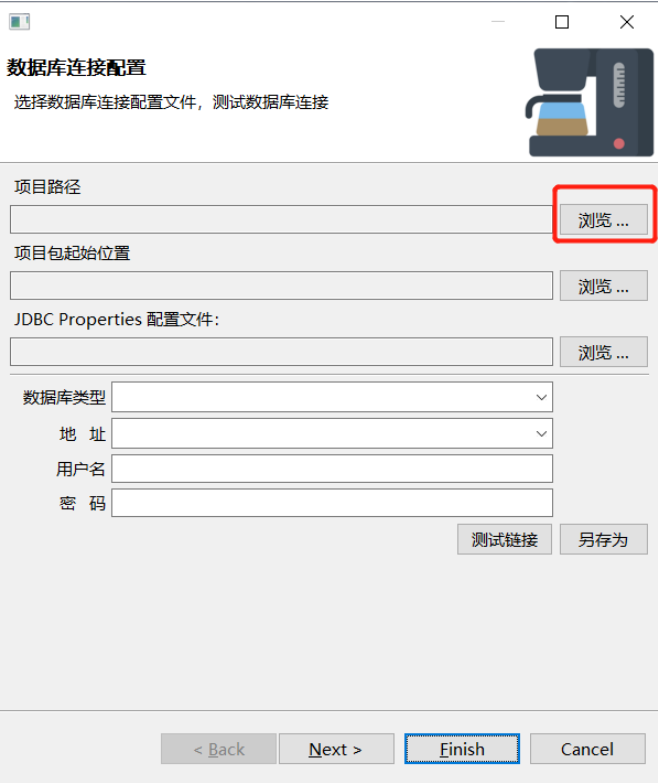 数据库连接配置
选择数据库连接配置文件，测试数据库连接
项目路径
浏览 ...
项目包起始位置
浏览 ...
JDBC Properties 配置文件:
浏览 ...
数据库类型
地 址
用户名
密 码
测试链接 另存为
< Back Next > Finish Cancel